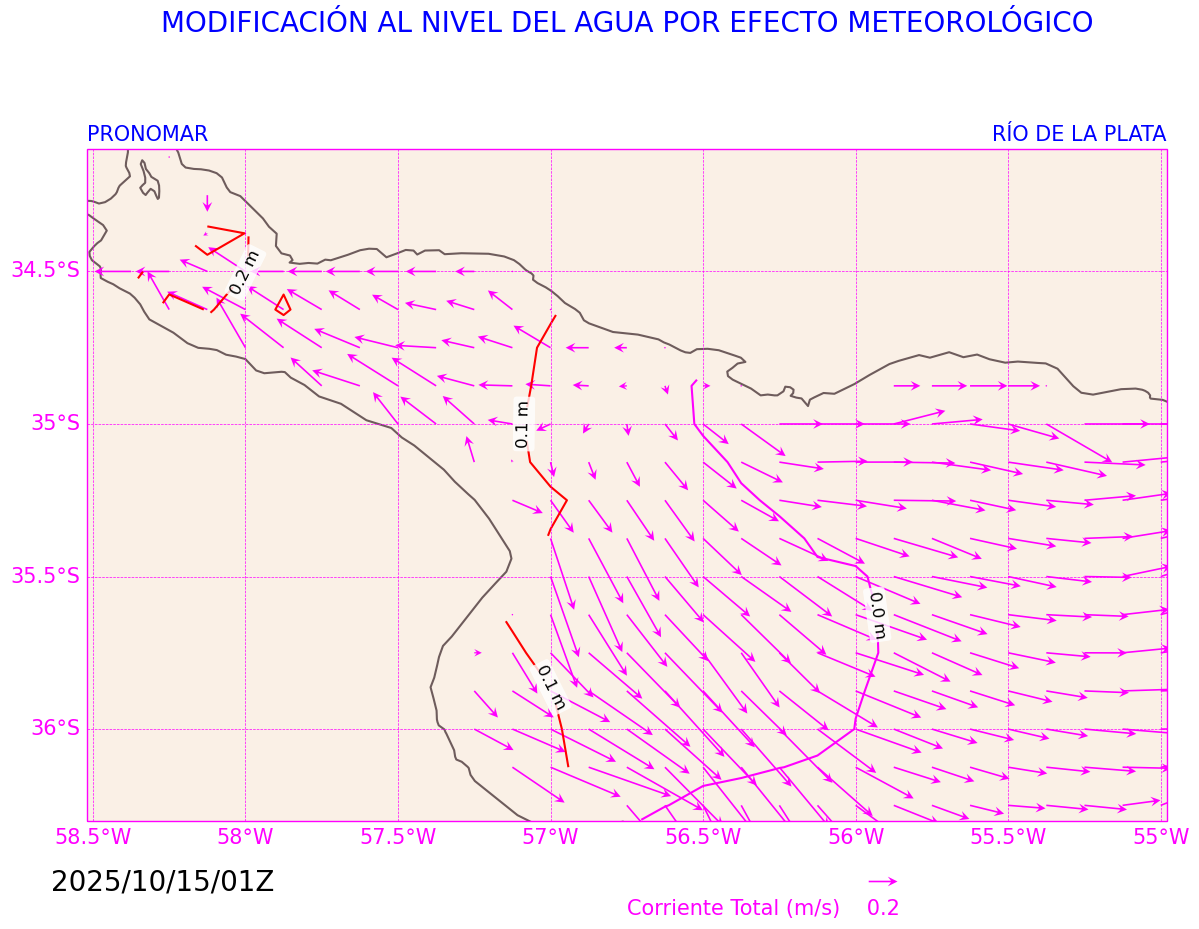 MODIFICACIÓN AL NIVEL DEL AGUA POR EFECTO METEOROLÓGICO
PRONOMAR RÍO DE LA PLATA
0.2 m
34.5°S
0.1 m
35°S
35.5°S
0.0 m
0.1 m
36°S
58.5°W 58°W 57.5°W 57°W 56.5°W 56°W 55.5°W 55°W
2025/10/15/01Z
Corriente Total (m/s) 0.2